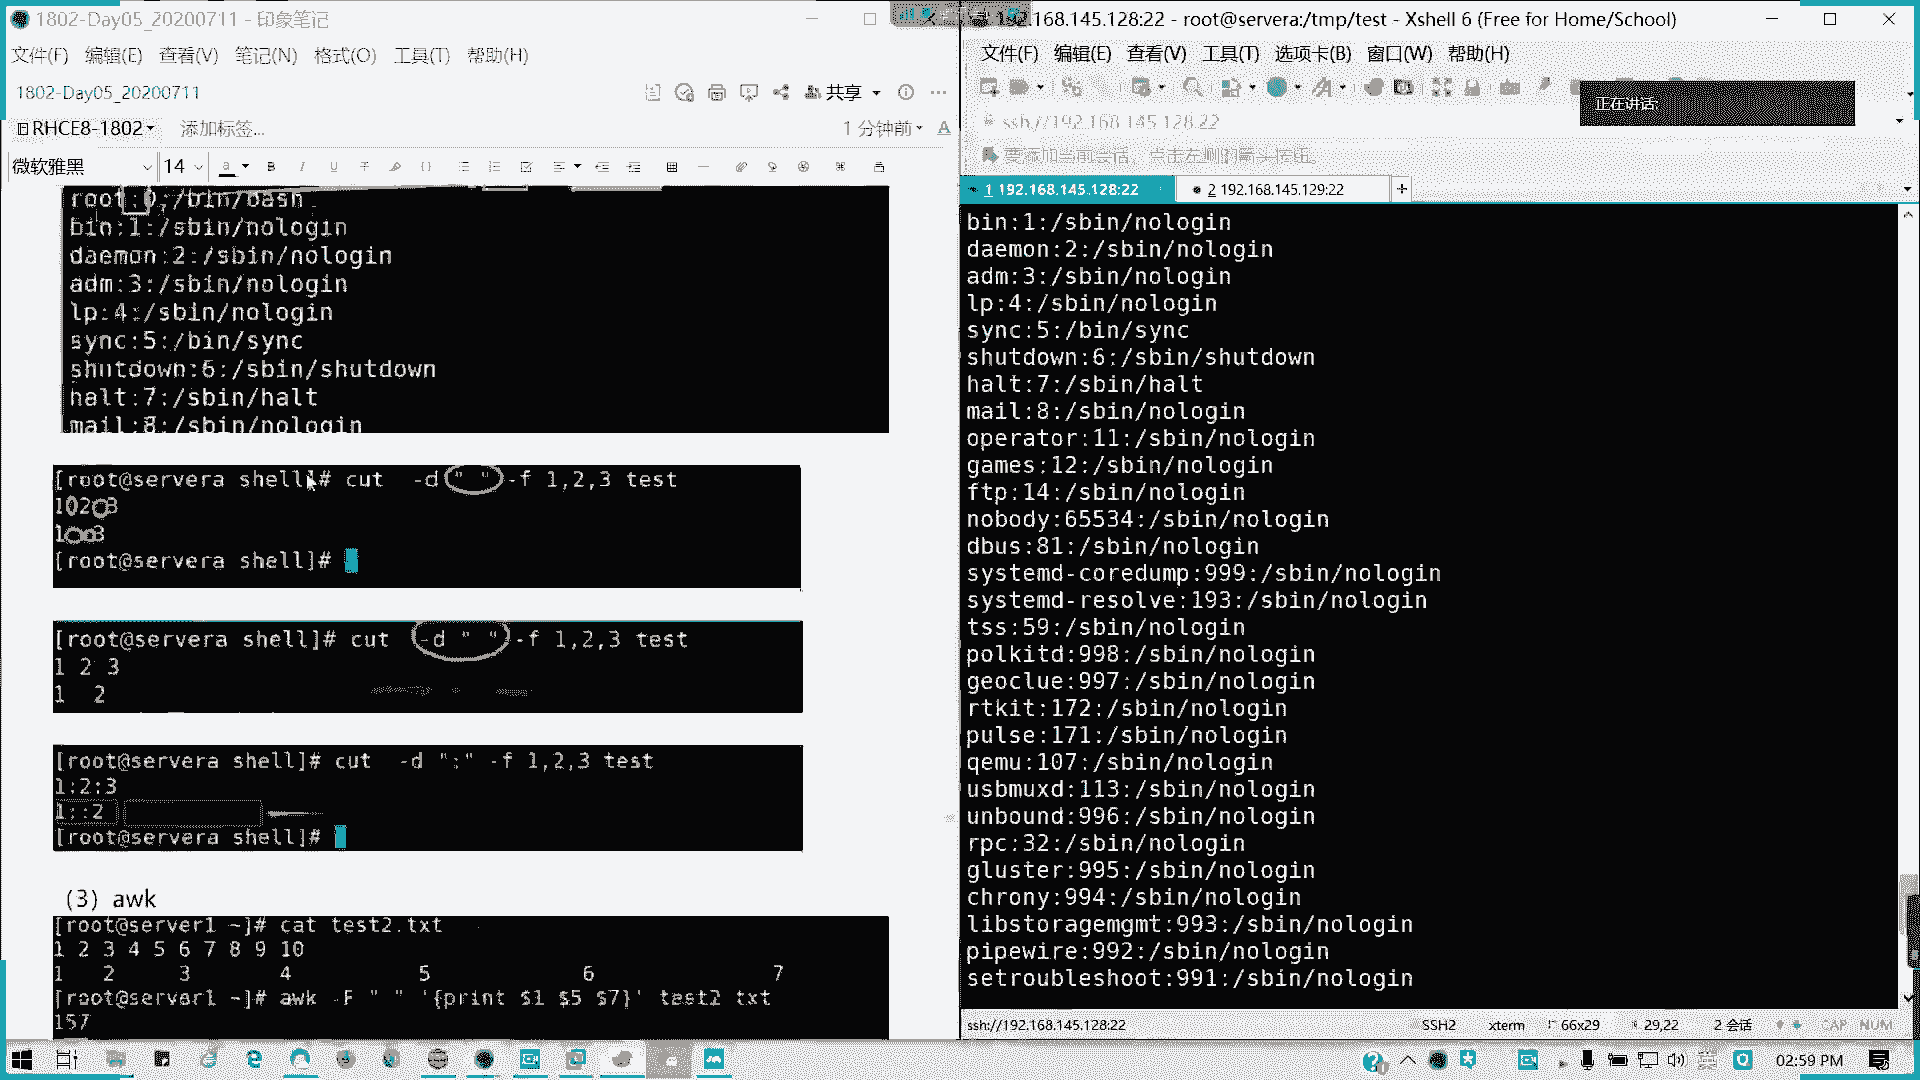 1802-Day05_20200711 - 印象笔记
文件(F) 编辑(E) 查看(V) 笔记(N) 格式(O) 工具(T) 帮助(H)
1802-Day05_20200711
共享
RHCE8-1802
添加标签...
1 分钟前
微软雅黑
14
root:0:/bin/bash
bin:1:/sbin/nologin
daemon:2:/sbin/nologin
adm:3:/sbin/nologin
lp:4:/sbin/nologin
sync:5:/bin/sync
shutdown:6:/sbin/shutdown
halt:7:/sbin/halt
mail:8:/sbin/nologin
[root@servera shell]# cut -d " " -f 1,2,3 test
[root@servera shell]#
[root@servera shell]# cut -d " " -f 1,2,3 test
1 2 3
1 2
[root@servera shell]# cut -d ":" -f 1,2,3 test
1:2:3
1::2
[root@servera shell]#
(3) awk
[root@server1 ~]# cat test2.txt
1 2 3 4 5 6 7 8 9 10
1 2 3 4 5 6 7
[root@server1 ~]# awk -F " " '{print $1 $5 $7}' test2 txt
157
192.168.145.128:22 - root@servera:/tmp/test - Xshell 6 (Free for Home/School)
文件(F) 编辑(E) 查看(V) 工具(T) 选项卡(B) 窗口(W) 帮助(H)
正在讲话:
ssh://192.168.145.128:22
要添加当前会话，点击左侧的箭头按钮。
1 192.168.145.128:22
2 192.168.145.129:22
bin:1:/sbin/nologin
daemon:2:/sbin/nologin
adm:3:/sbin/nologin
lp:4:/sbin/nologin
sync:5:/bin/sync
shutdown:6:/sbin/shutdown
halt:7:/sbin/halt
mail:8:/sbin/nologin
operator:11:/sbin/nologin
games:12:/sbin/nologin
ftp:14:/sbin/nologin
nobody:65534:/sbin/nologin
dbus:81:/sbin/nologin
systemd-coredump:999:/sbin/nologin
systemd-resolve:193:/sbin/nologin
tss:59:/sbin/nologin
polkitd:998:/sbin/nologin
geoclue:997:/sbin/nologin
rtkit:172:/sbin/nologin
pulse:171:/sbin/nologin
qemu:107:/sbin/nologin
usbmuxd:113:/sbin/nologin
unbound:996:/sbin/nologin
rpc:32:/sbin/nologin
gluster:995:/sbin/nologin
chrony:994:/sbin/nologin
libstoragemgmt:993:/sbin/nologin
pipewire:992:/sbin/nologin
setroubleshoot:991:/sbin/nologin
ssh://192.168.145.128:22
SSH2 xterm 66x29 29,22 2 会话 CAP NUM
英
02:59 PM